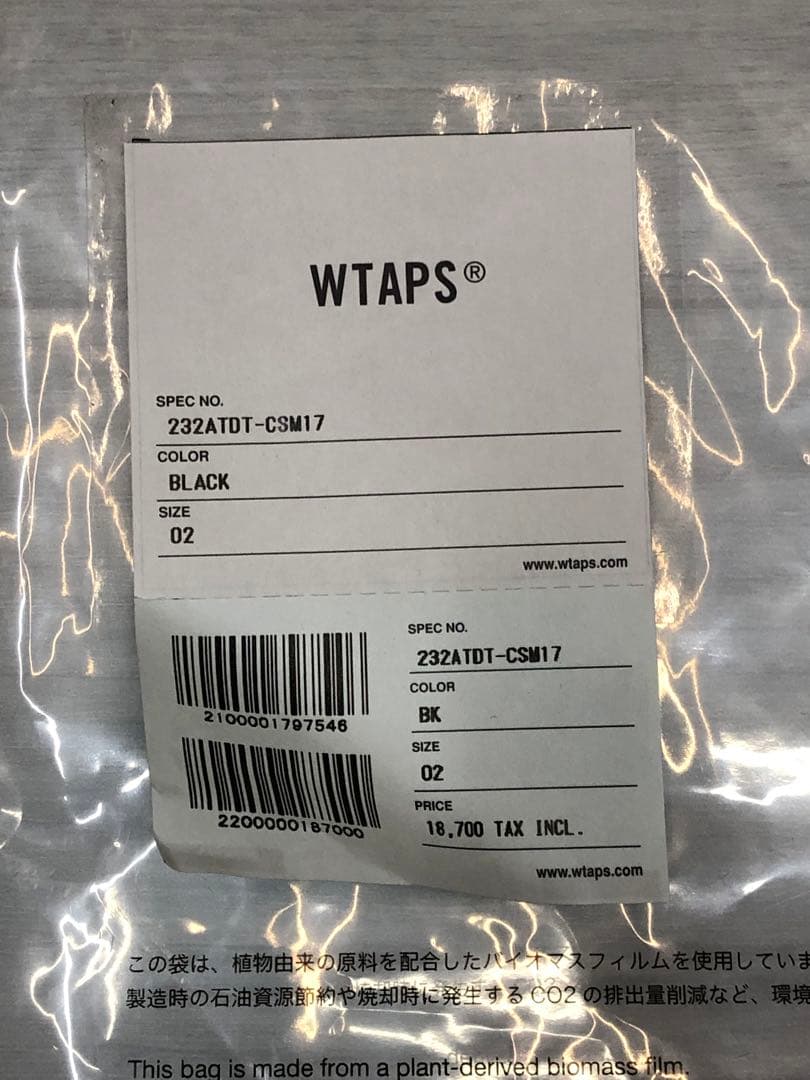 WTAPS®
SPEC NO.
232ATDT-CSM17
COLOR
BLACK
SIZE
02
www.wtaps.com
2100001797546
2200000187000
SPEC NO.
232ATDT-CSM17
COLOR
BK
SIZE
02
PRICE
18,700 TAX INCL.
www.wtaps.com
この袋は、植物由来の原料を配合したバイオマスフィルムを使用していま
製造時の石油資源節約や焼却時に発生するCO2の排出量削減など、環境
This bag is made from a plant-derived biomass film.